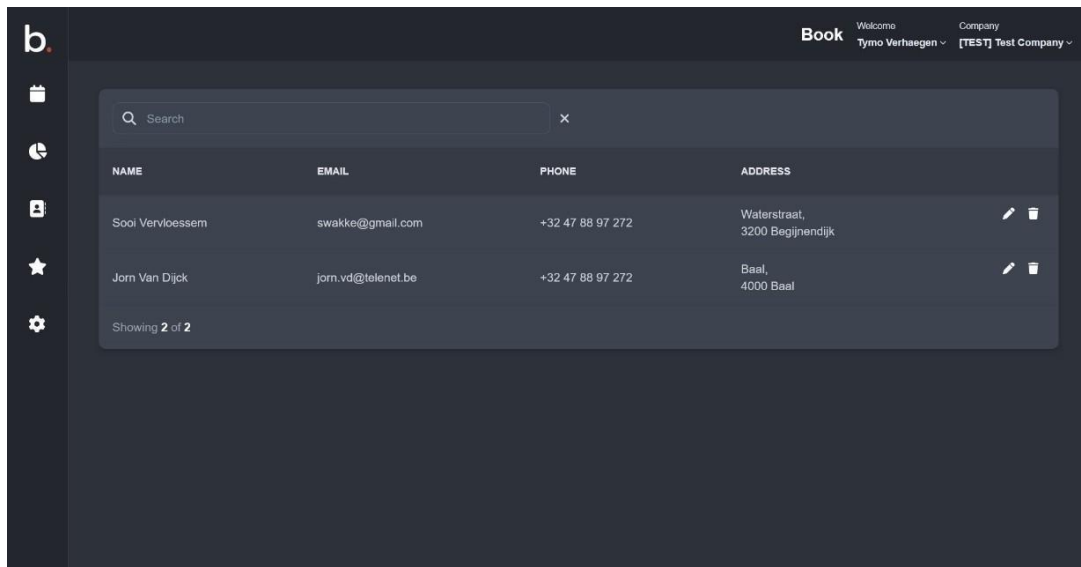 b.
Book
Welcome
Tymo Verhaegen
Company
[TEST] Test Company
Search
NAME EMAIL PHONE ADDRESS
Sooi Vervloessem swakke@gmail.com +32 47 88 97 272 Waterstraat,
3200 Begijnendijk
Jorn Van Dijck jorn.vd@telenet.be +32 47 88 97 272 Baal,
4000 Baal
Showing 2 of 2